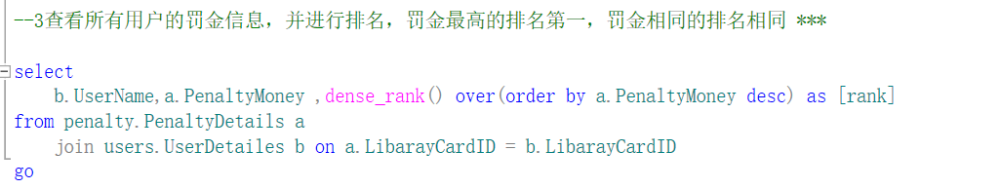 --3查看所有用户的罚金信息，并进行排名，罚金最高的排名第一，罚金相同的排名相同 ***
select
b.UserName,a.PenaltyMoney ,dense_rank() over(order by a.PenaltyMoney desc) as [rank]
from penalty.PenaltyDetails a
join users.UserDetailes b on a.LibarayCardID = b.LibarayCardID
go